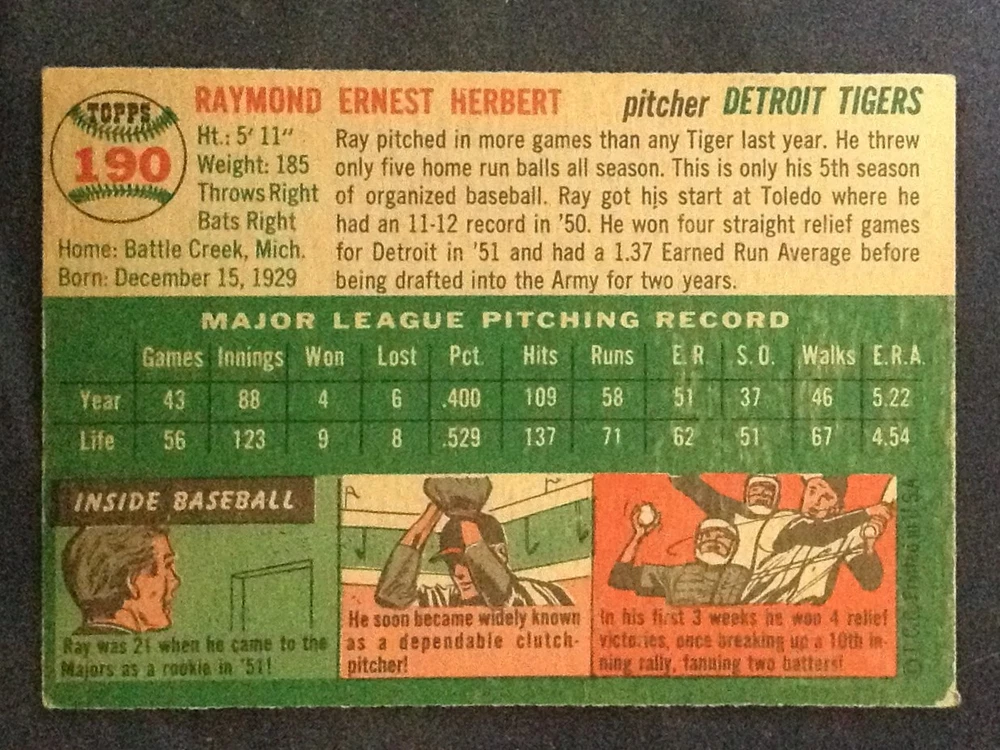 TOPPS
190
RAYMOND ERNEST HERBERT pitcher DETROIT TIGERS
Ht.: 5' 11"
Weight: 185
Throws Right
Bats Right
Home: Battle Creek, Mich.
Born: December 15, 1929
Ray pitched in more games than any Tiger last year. He threw
only five home run balls all season. This is only his 5th season
of organized baseball. Ray got his start at Toledo where he
had an 11-12 record in '50. He won four straight relief games
for Detroit in '51 and had a 1.37 Earned Run Average before
being drafted into the Army for two years.
MAJOR LEAGUE PITCHING RECORD
Games Innings Won Lost Pct. Hits Runs E.R S.O. Walks E.R.A.
Year 43 88 4 6 .400 109 58 51 37 46 5.22
Life 56 123 9 8 .529 137 71 62 51 67 4.54
INSIDE BASEBALL
Ray was 21 when he came to the
Majors as a rookie in '51!
He soon became widely known
as a dependable clutch-
pitcher!
In his first 3 weeks he won 4 relief
victories, once breaking up a 10th in-
ning rally, fanning two batters!